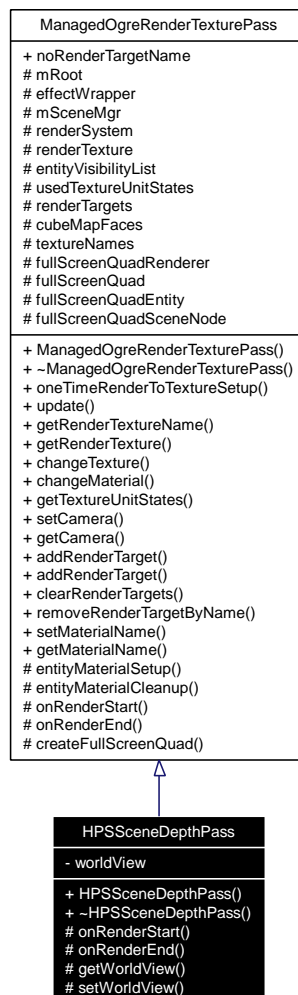 ManagedOgreRenderTexturePass
+ noRenderTargetName
# mRoot
# effectWrapper
# mSceneMgr
# renderSystem
# renderTexture
# entityVisibilityList
# usedTextureUnitStates
# renderTargets
# cubeMapFaces
# textureNames
# fullScreenQuadRenderer
# fullScreenQuad
# fullScreenQuadEntity
# fullScreenQuadSceneNode
+ ManagedOgreRenderTexturePass()
+ ~ManagedOgreRenderTexturePass()
+ oneTimeRenderToTextureSetup()
+ update()
+ getRenderTextureName()
+ getRenderTexture()
+ changeTexture()
+ changeMaterial()
+ getTextureUnitStates()
+ setCamera()
+ getCamera()
+ addRenderTarget()
+ addRenderTarget()
+ clearRenderTargets()
+ removeRenderTargetByName()
+ setMaterialName()
+ getMaterialName()
# entityMaterialSetup()
# entityMaterialCleanup()
# onRenderStart()
# onRenderEnd()
# createFullScreenQuad()
HPSSceneDepthPass
- worldView
+ HPSSceneDepthPass()
+ ~HPSSceneDepthPass()
# onRenderStart()
# onRenderEnd()
# getWorldView()
# setWorldView()